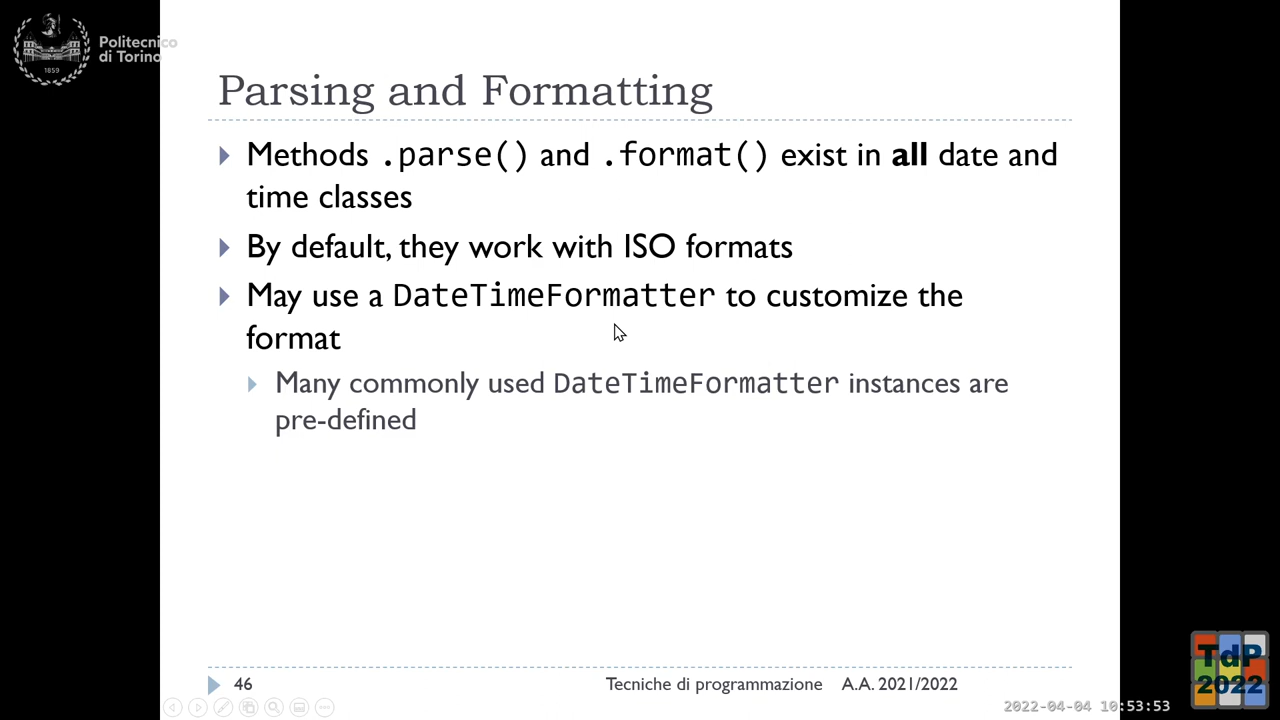 Politecnico
di Torino
1859
Parsing and Formatting
Methods .parse() and .format() exist in all date and
time classes
By default, they work with ISO formats
May use a DateTimeFormatter to customize the
format
Many commonly used DateTimeFormatter instances are
pre-defined
46
Tecniche di programmazione A.A. 2021/2022
2022-04-04 10:53:53
TdP
2022